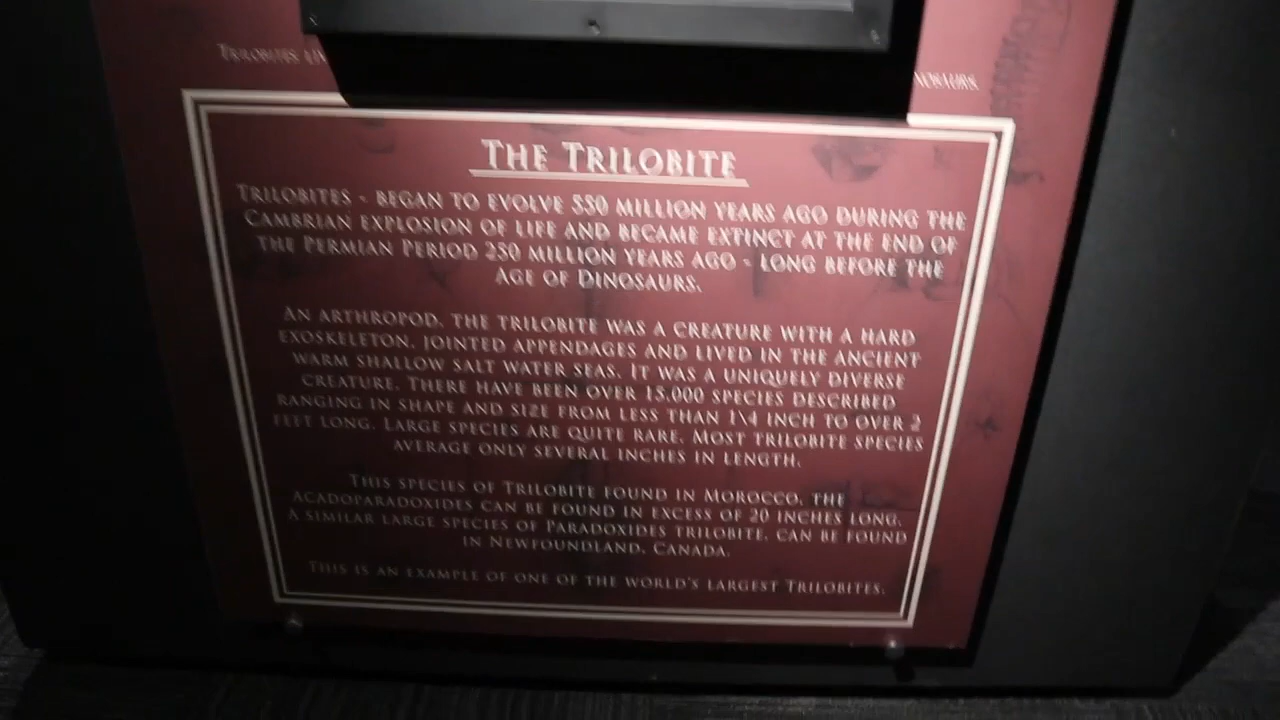 TRILOBITES LIV
NOSAURS.
THE TRILOBITE
TRILOBITES - BEGAN TO EVOLVE 550 MILLION YEARS AGO DURING THE
CAMBRIAN EXPLOSION OF LIFE AND BECAME EXTINCT AT THE END OF
THE PERMIAN PERIOD 250 MILLION YEARS AGO - LONG BEFORE THE
AGE OF DINOSAURS.
AN ARTHROPOD, THE TRILOBITE WAS A CREATURE WITH A HARD
EXOSKELETON, JOINTED APPENDAGES AND LIVED IN THE ANCIENT
WARM SHALLOW SALT WATER SEAS. IT WAS A UNIQUELY DIVERSE
CREATURE. THERE HAVE BEEN OVER 15,000 SPECIES DESCRIBED
RANGING IN SHAPE AND SIZE FROM LESS THAN 1\4 INCH TO OVER 2
FEET LONG. LARGE SPECIES ARE QUITE RARE. MOST TRILOBITE SPECIES
AVERAGE ONLY SEVERAL INCHES IN LENGTH.
THIS SPECIES OF TRILOBITE FOUND IN MOROCCO, THE
ACADOPARADOXIDES CAN BE FOUND IN EXCESS OF 20 INCHES LONG.
A SIMILAR LARGE SPECIES OF PARADOXIDES TRILOBITE, CAN BE FOUND
IN NEWFOUNDLAND, CANADA.
THIS IS AN EXAMPLE OF ONE OF THE WORLD'S LARGEST TRILOBITES.